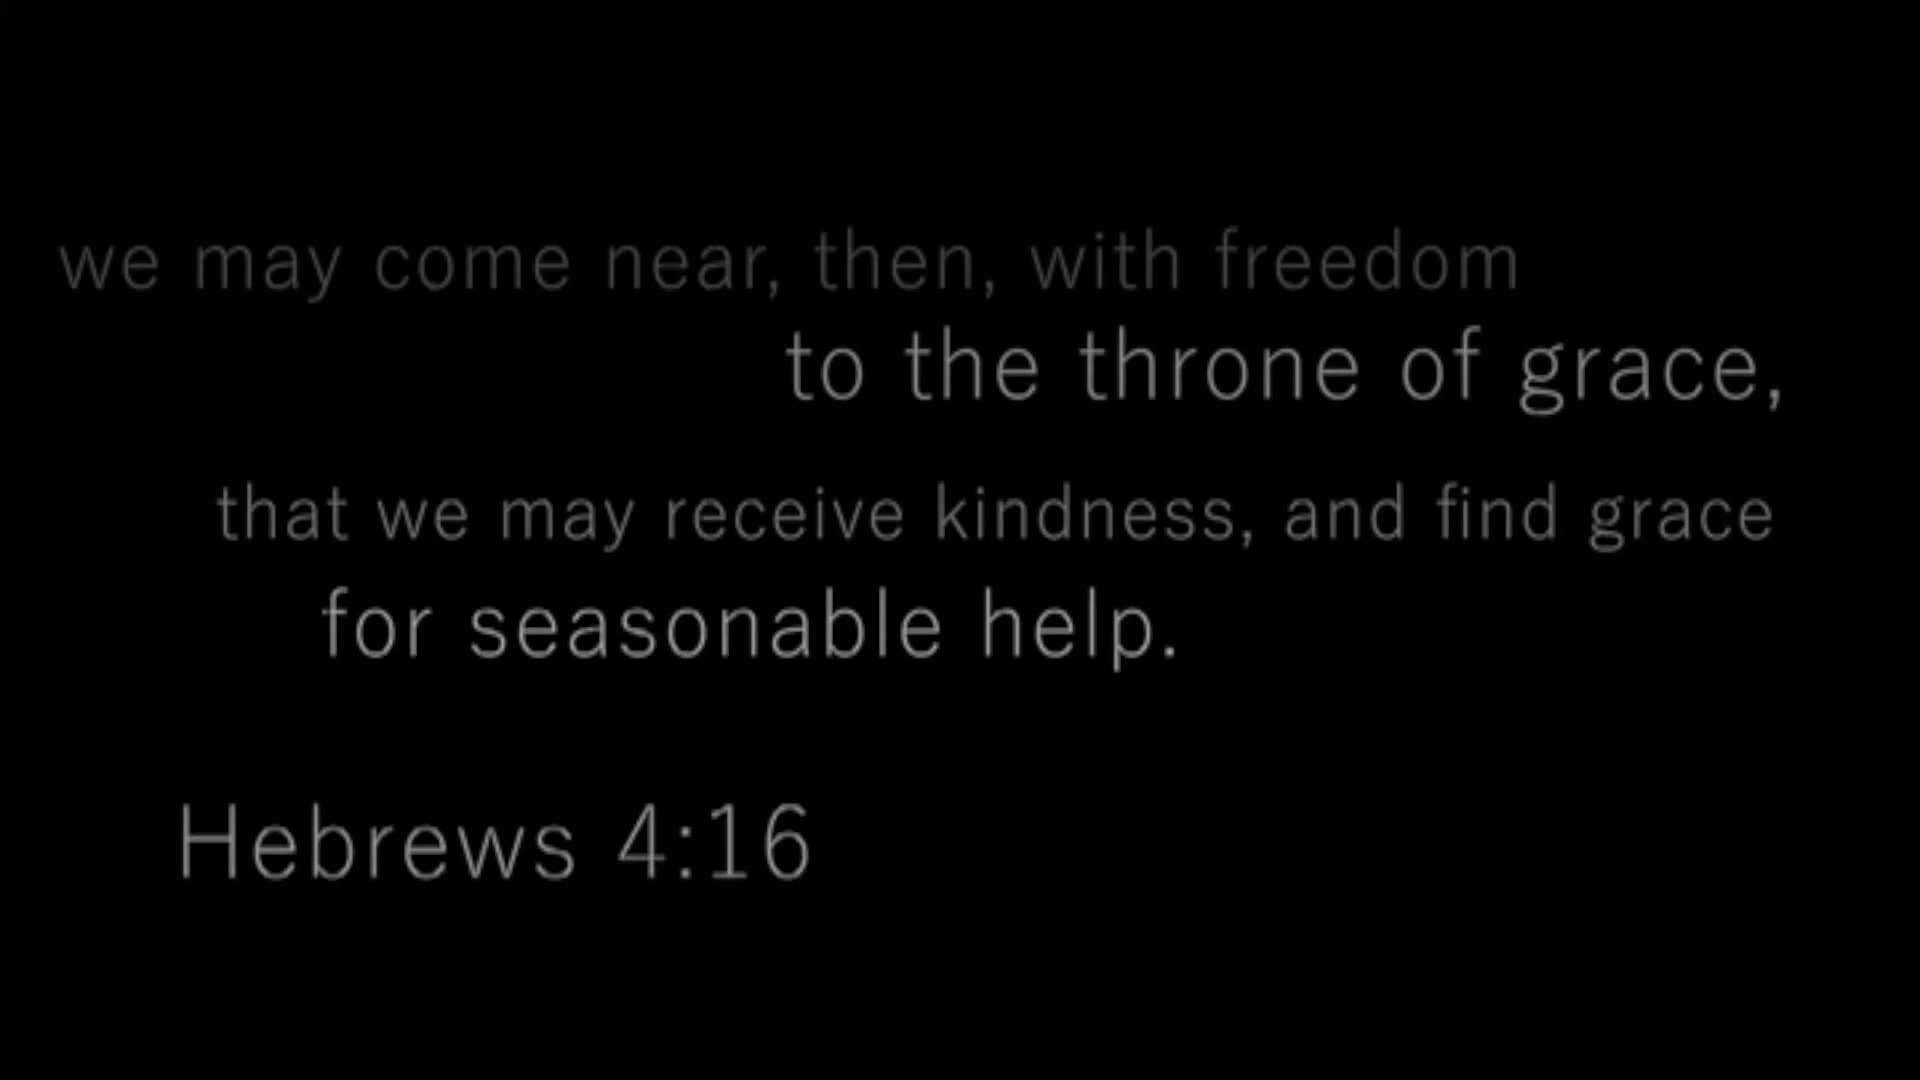 we may come near, then, with freedom
to the throne of grace,
that we may receive kindness, and find grace
for seasonable help.
Hebrews 4:16